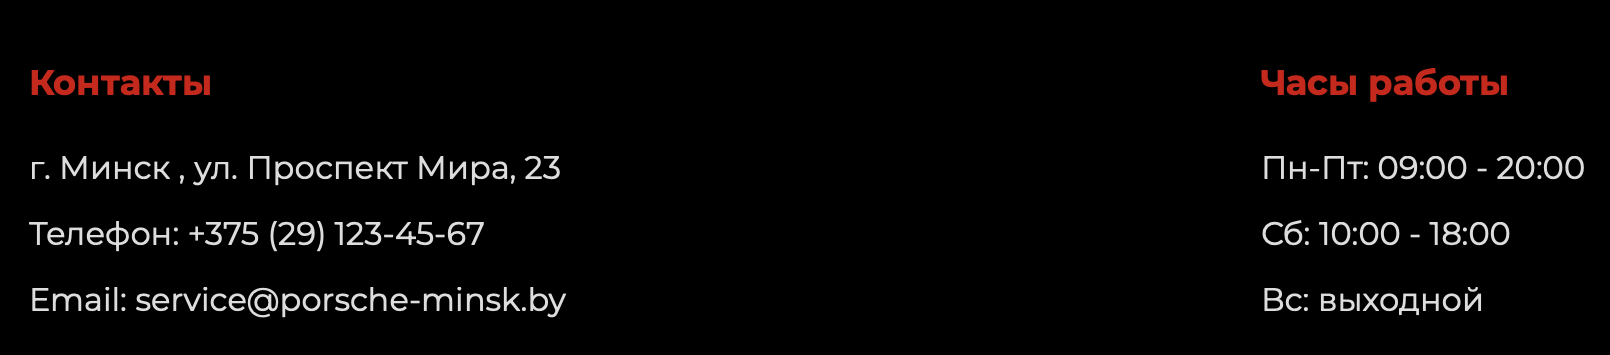 Контакты
г. Минск , ул. Проспект Мира, 23
Телефон: +375 (29) 123-45-67
Email: service@porsche-minsk.by
Часы работы
Пн-Пт: 09:00 - 20:00
Сб: 10:00 - 18:00
Вс: выходной